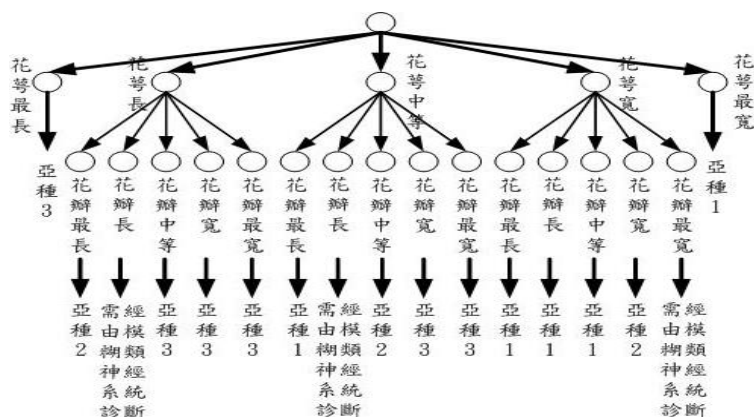 花萼最長
花萼長
花萼中等
花萼寬
花萼最寬
亞種3
亞種1
花瓣最長
花瓣長
花瓣中等
花瓣寬
花瓣最寬
花瓣最長
花瓣長
花瓣中等
花瓣寬
花瓣最寬
花瓣最長
花瓣長
花瓣中等
花瓣寬
花瓣最寬
亞種2
需經由模糊類神經系統診斷
亞種3
亞種3
亞種3
亞種1
需經由模糊類神經系統診斷
亞種2
亞種3
亞種3
亞種1
亞種1
亞種1
亞種2
需經由模糊類神經系統診斷